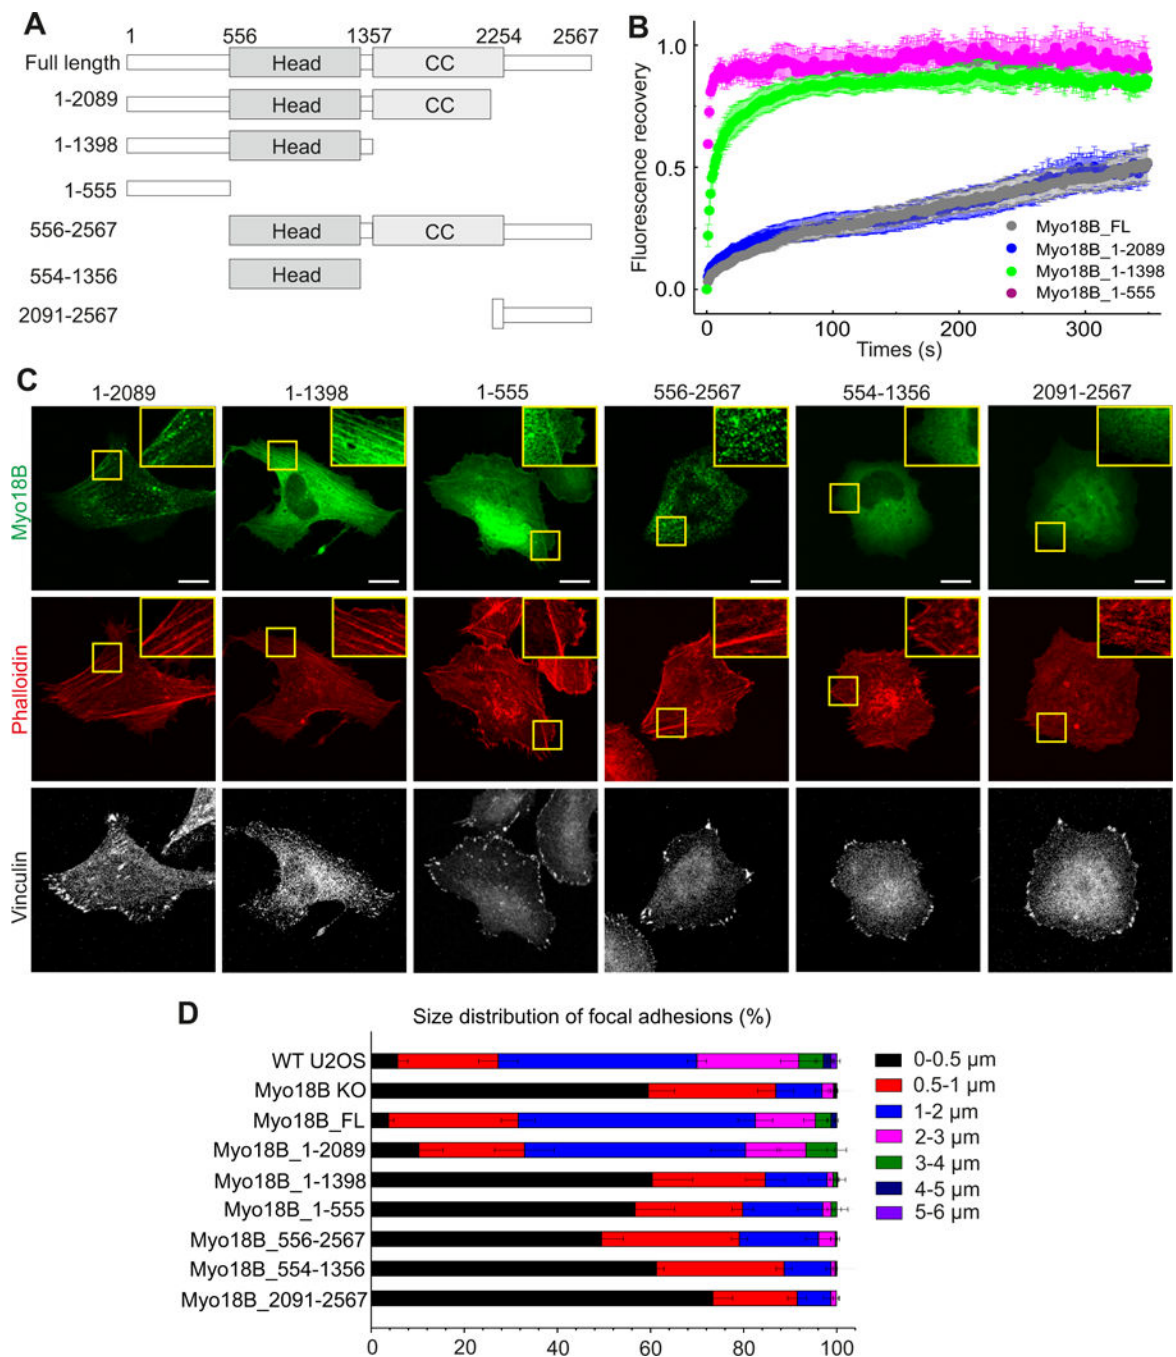 A
1 556 1357 2254 2567
Full length Head CC
1-2089 Head CC
1-1398 Head
1-555
556-2567 Head CC
554-1356 Head
2091-2567
B
Fluorescence recovery
1.0
0.5
0.0
Myo18B_FL
Myo18B_1-2089
Myo18B_1-1398
Myo18B_1-555
0 100 200 300
Times (s)
C
1-2089 1-1398 1-555 556-2567 554-1356 2091-2567
Myo18B
Phalloidin
Vinculin
D
Size distribution of focal adhesions (%)
WT U2OS
Myo18B KO
Myo18B_FL
Myo18B_1-2089
Myo18B_1-1398
Myo18B_1-555
Myo18B_556-2567
Myo18B_554-1356
Myo18B_2091-2567
0 20 40 60 80 100
0-0.5 µm
0.5-1 µm
1-2 µm
2-3 µm
3-4 µm
4-5 µm
5-6 µm